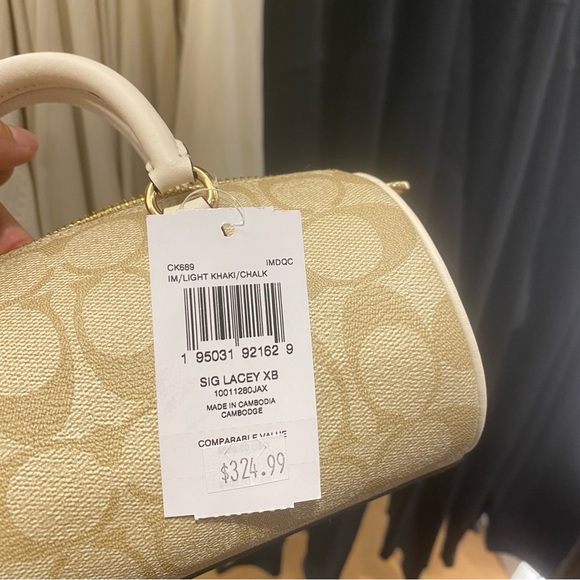 CK689 IMDQC
IM/LIGHT KHAKI/CHALK
1 95031 92162 9
SIG LACEY XB
10011280JAX
MADE IN CAMBODIA
CAMBODGE
COMPARABLE VALUE
$324.99